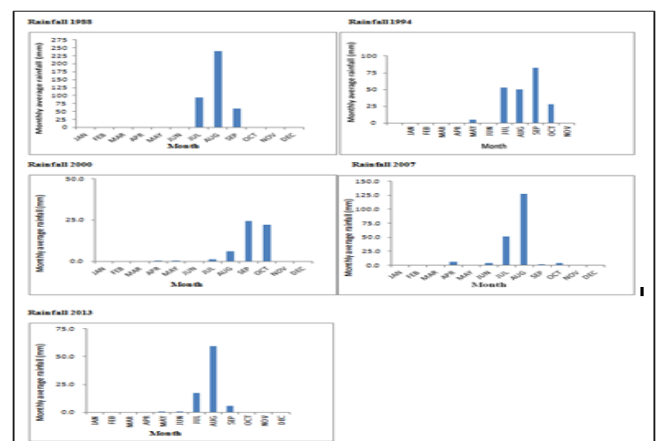 Rainfall 1988
Monthly average rainfall (mm)
275
250
225
200
175
150
125
100
75
50
25
0
JAN FEB MAR APR MAY JUN JUL AUG SEP OCT NOV DEC
Month
Rainfall 1994
Monthly average rainfall (mm)
100
75
50
25
0
JAN FEB MAR APR MAY JUN JUL AUG SEP OCT NOV
Month
Rainfall 2000
Monthly average rainfall (mm)
50.0
25.0
0.0
JAN FEB MAR APR MAY JUN JUL AUG SEP OCT NOV DEC
Month
Rainfall 2007
Monthly average rainfall (mm)
150.0
125.0
100.0
75.0
50.0
25.0
0.0
JAN FEB MAR APR MAY JUN JUL AUG SEP OCT NOV DEC
Month
Rainfall 2013
Monthly average rainfall (mm)
75.0
50.0
25.0
0.0
JAN FEB MAR APR MAY JUN JUL AUG SEP OCT NOV DEC
Month